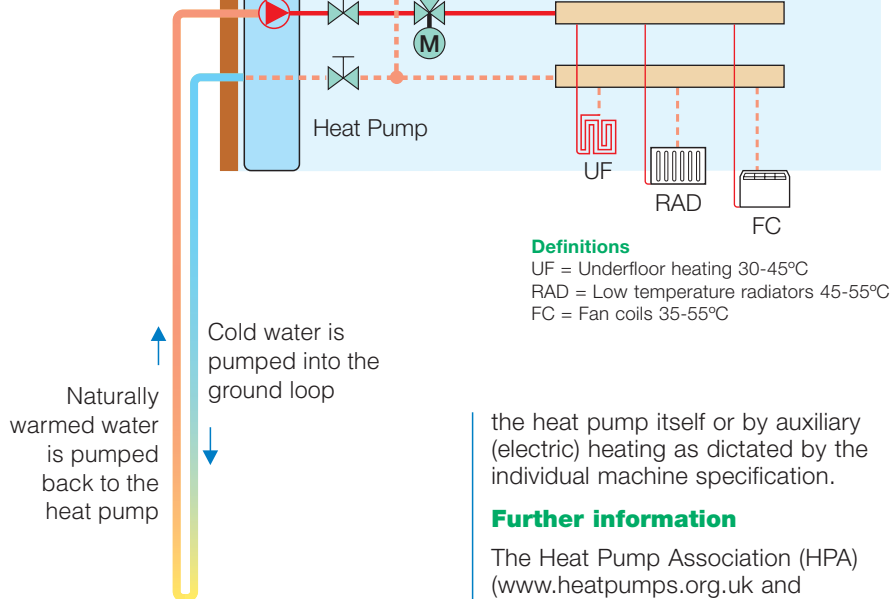 M
Heat Pump
UF
RAD
FC
Definitions
UF = Underfloor heating 30-45ºC
RAD = Low temperature radiators 45-55ºC
FC = Fan coils 35-55ºC
Cold water is
pumped into the
ground loop
Naturally
warmed water
is pumped
back to the
heat pump
the heat pump itself or by auxiliary
(electric) heating as dictated by the
individual machine specification.
Further information
The Heat Pump Association (HPA)
(www.heatpumps.org.uk and